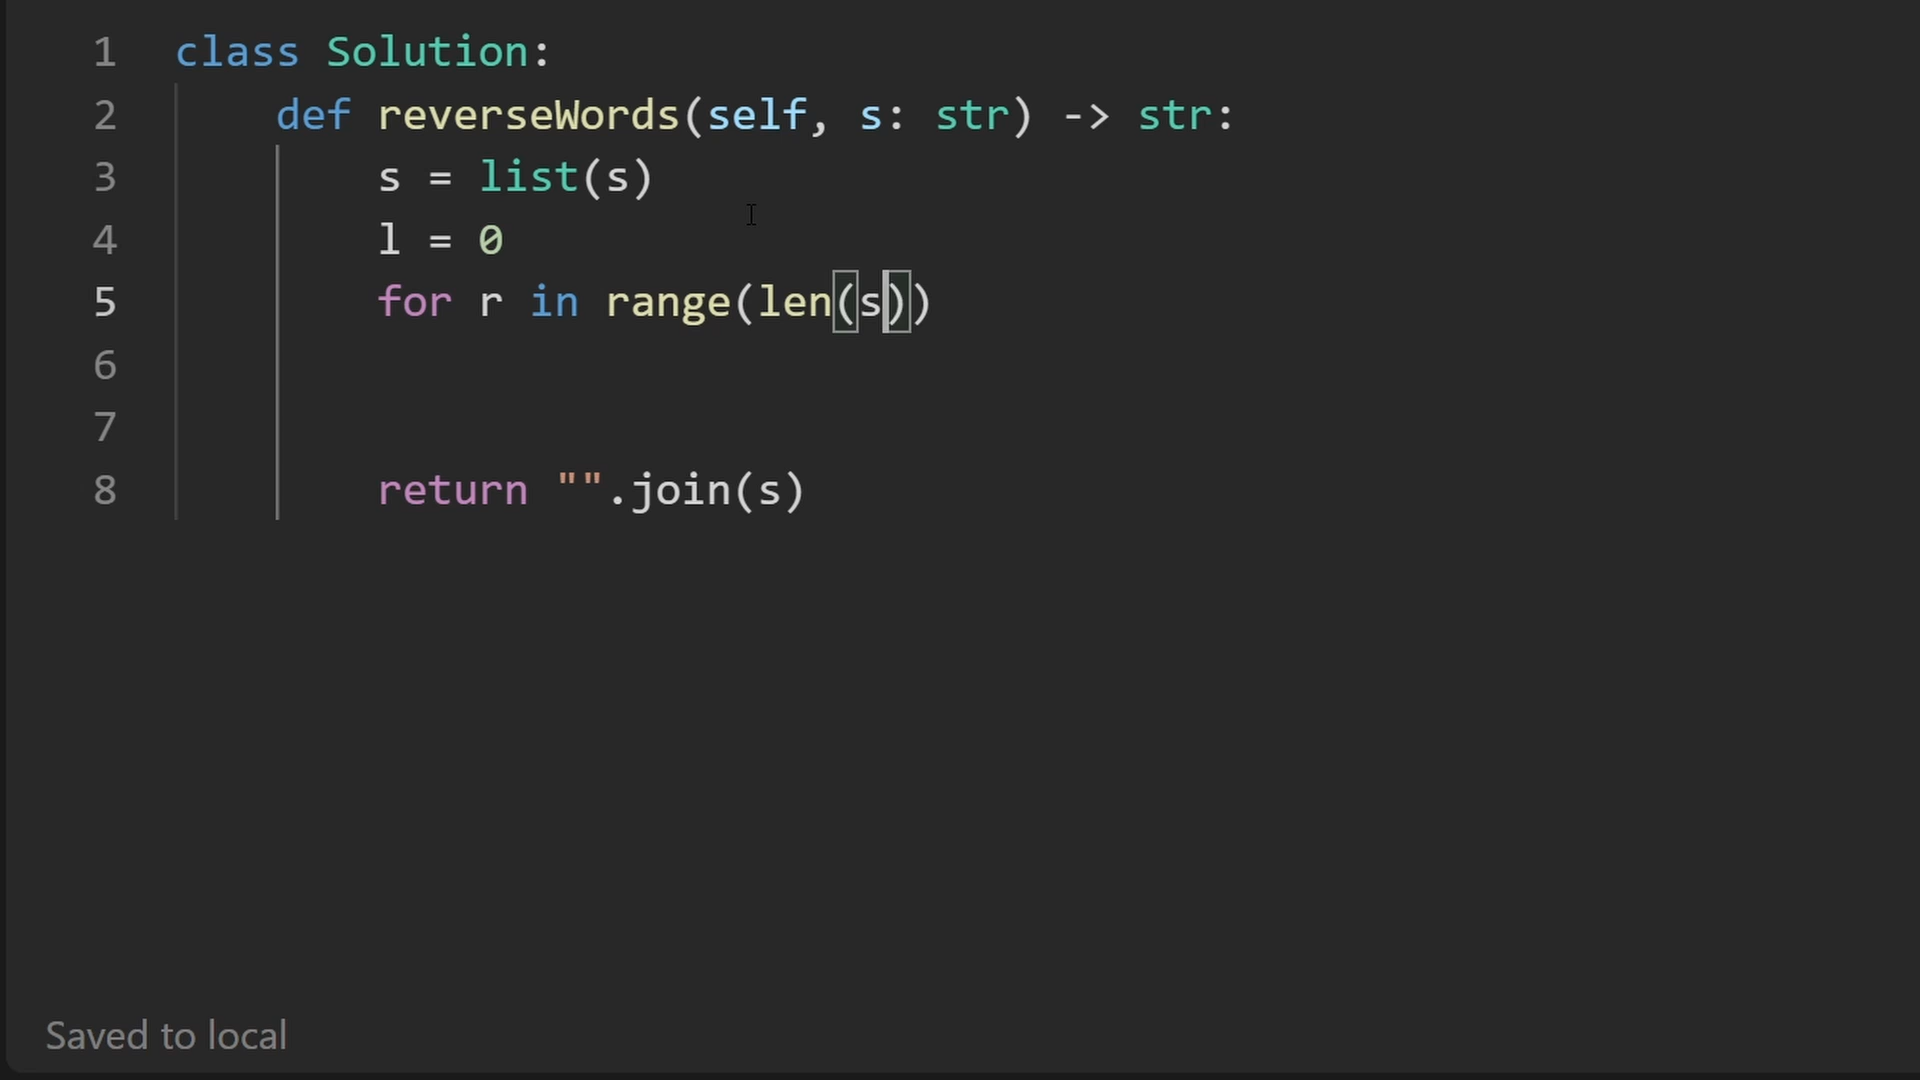 1 class Solution:
2 def reverseWords(self, s: str) -> str:
3 s = list(s)
4 l = 0
5 for r in range(len(s))
6
7
8 return "".join(s)
Saved to local